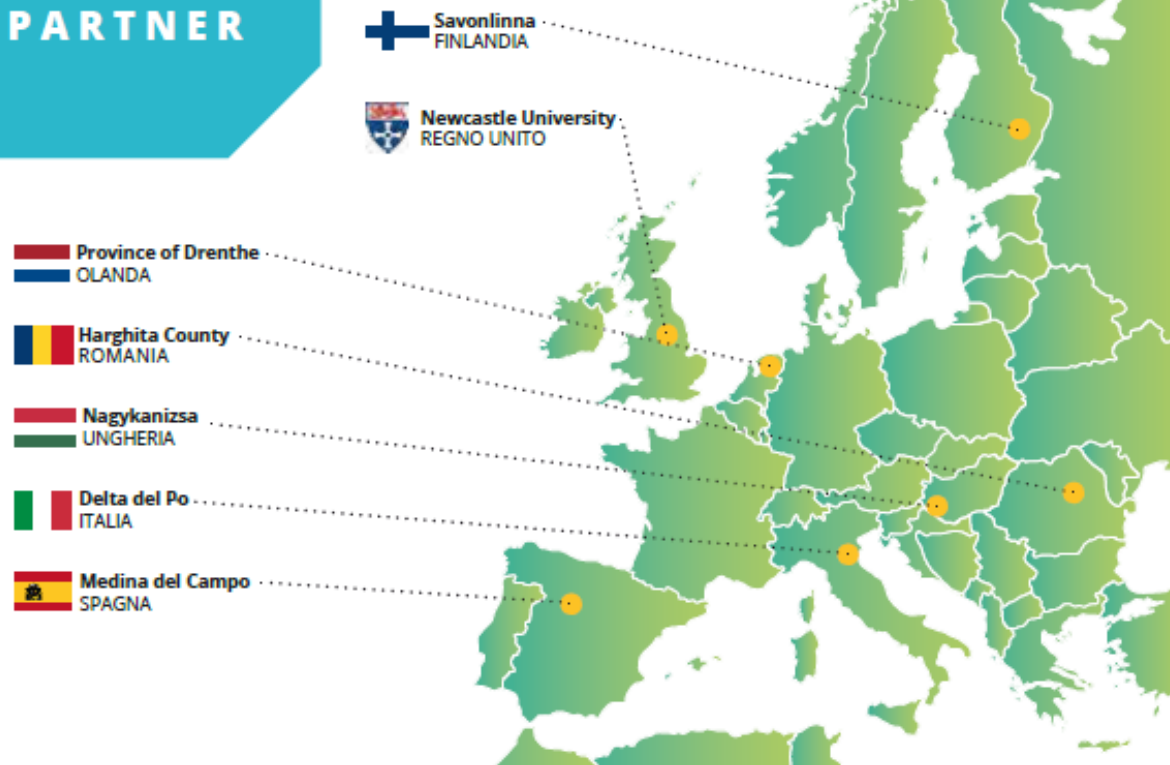 PARTNER
Savonlinna
FINLANDIA
Newcastle University
REGNO UNITO
Province of Drenthe
OLANDA
Harghita County
ROMANIA
Nagykanizsa
UNGHERIA
Delta del Po
ITALIA
Medina del Campo
SPAGNA